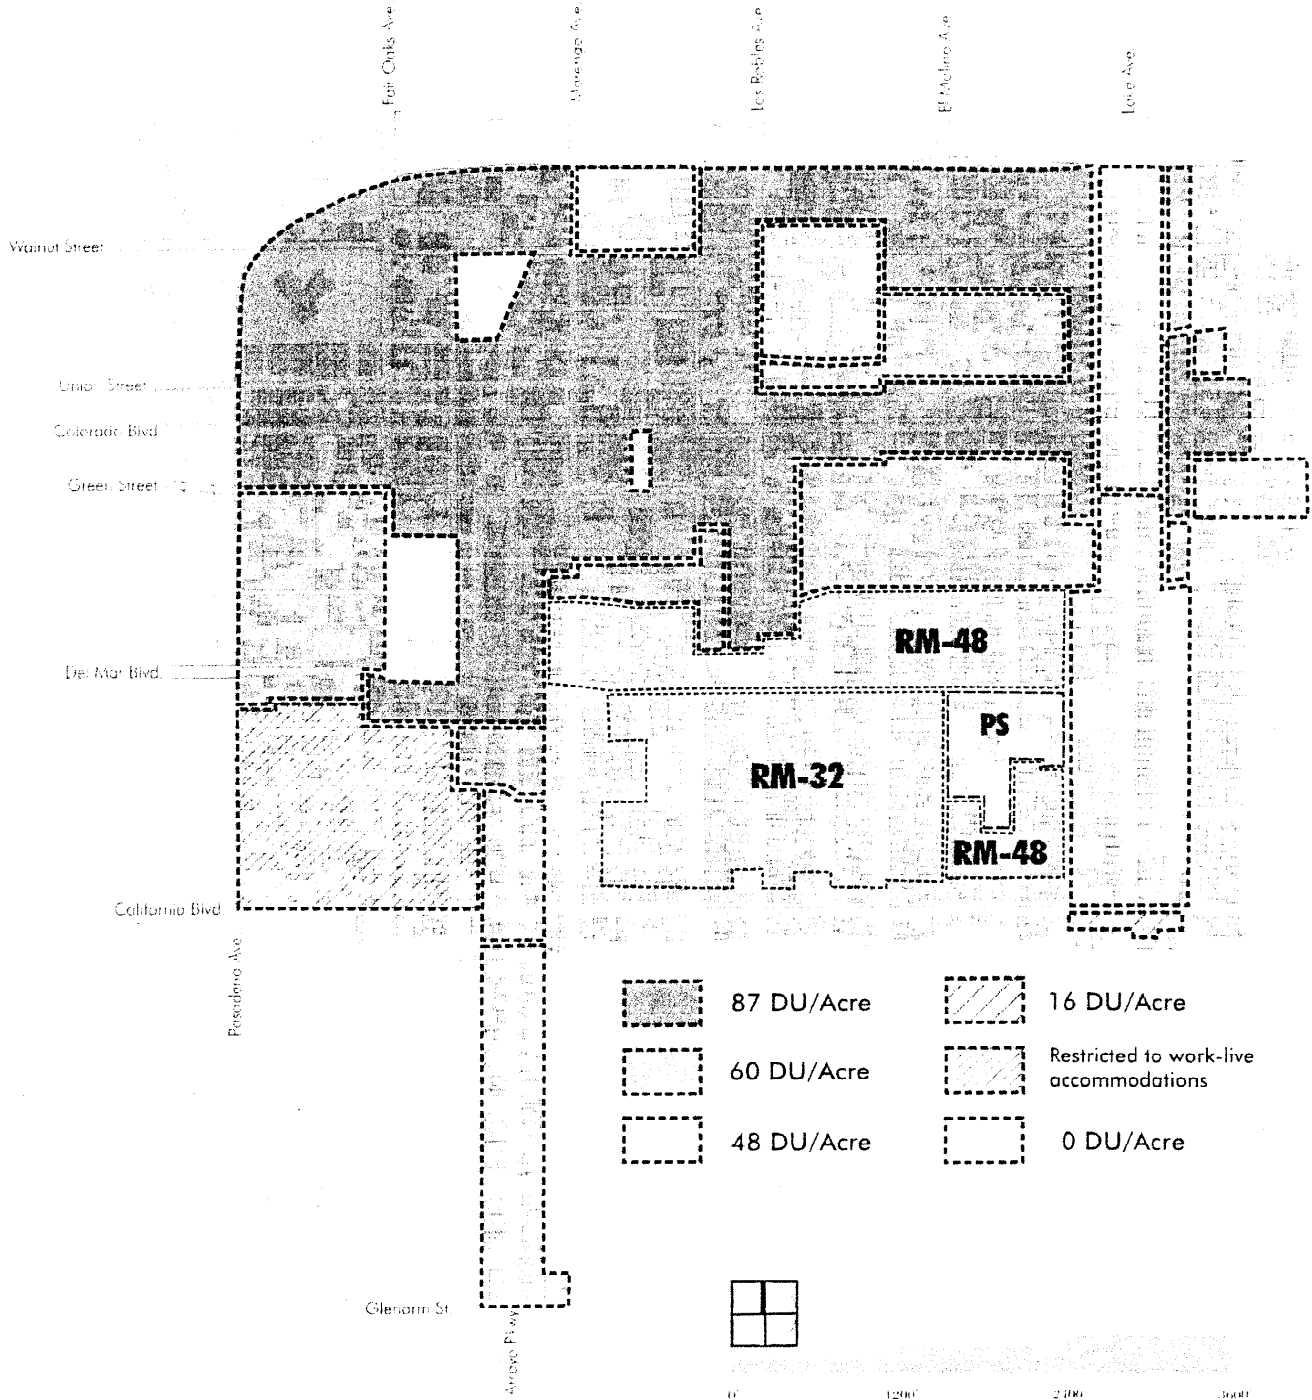 Fair Oaks Ave.
Marengo Ave.
Los Robles Ave.
El Molino Ave.
Lake Ave.
Walnut Street
Union Street
Colorado Blvd.
Green Street
Del Mar Blvd.
RM-48
PS
RM-32
RM-48
California Blvd.
Pasadena Ave.
87 DU/Acre
16 DU/Acre
60 DU/Acre
Restricted to work-live
accommodations
48 DU/Acre
0 DU/Acre
Glenarm St.
Arroyo Pkwy
0' 1200' 2400' 3600'